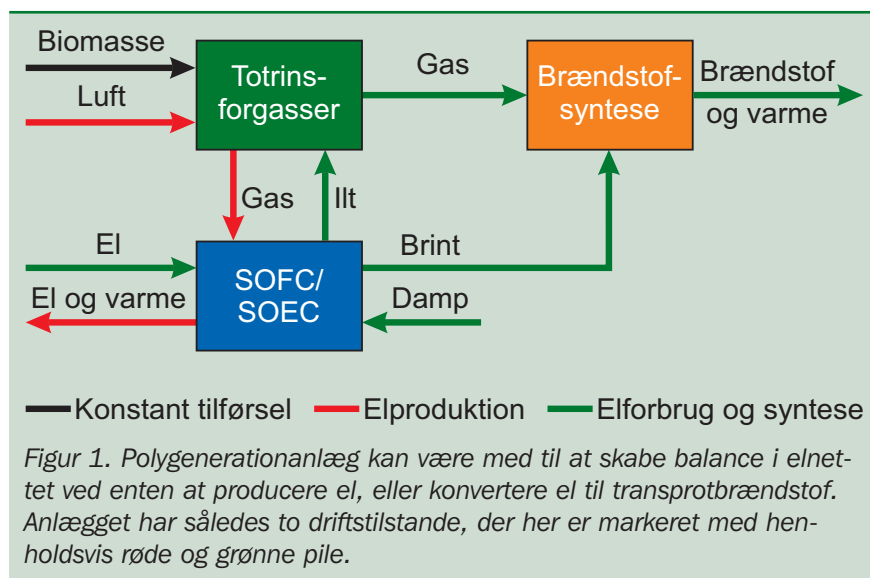 Biomasse
Luft
Totrins-
forgasser
Gas
Brændstof-
syntese
Brændstof
og varme
Gas
Ilt
El
El og varme
SOFC/
SOEC
Brint
Damp
Konstant tilførsel
Elproduktion
Elforbrug og syntese
Figur 1. Polygenerationanlæg kan være med til at skabe balance i elnet-
tet ved enten at producere el, eller konvertere el til transprotbrændstof.
Anlægget har således to driftstilstande, der her er markeret med hen-
holdsvis røde og grønne pile.